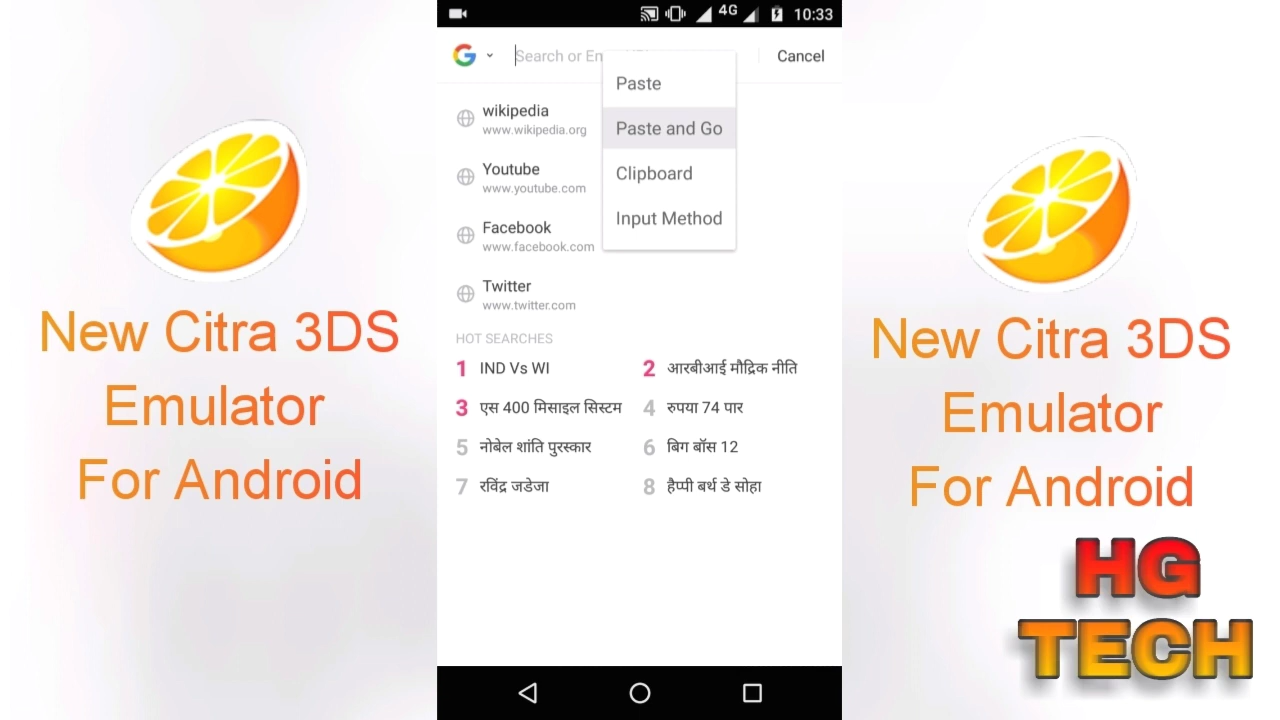 New Citra 3DS
Emulator
For Android
4G 10:33
Search or En
Cancel
Paste
Paste and Go
Clipboard
Input Method
wikipedia
www.wikipedia.org
Youtube
www.youtube.com
Facebook
www.facebook.com
Twitter
www.twitter.com
HOT SEARCHES
1 IND Vs WI
2 आरबीआई मौद्रिक नीति
3 एस 400 मिसाइल सिस्टम
4 रुपया 74 पार
5 नोबेल शांति पुरस्कार
6 बिग बॉस 12
7 रविंद्र जडेजा
8 हैप्पी बर्थ डे सोहा
New Citra 3DS
Emulator
For Android
HG
TECH